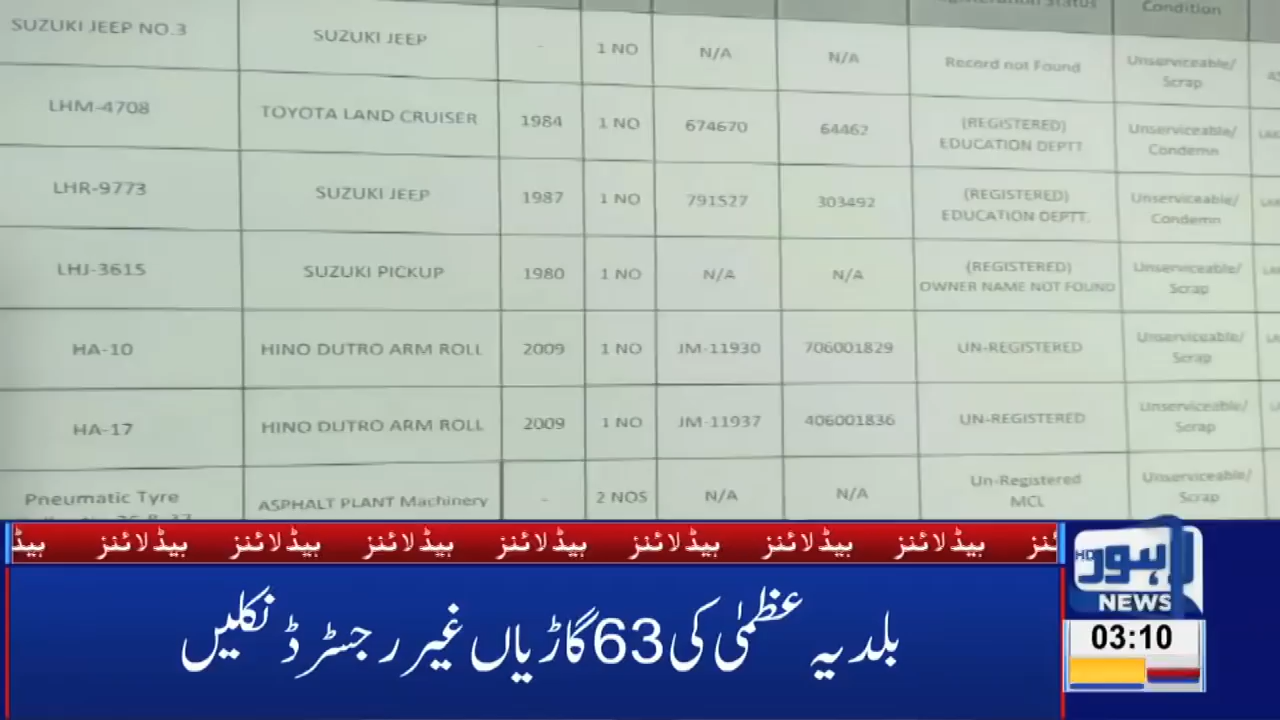 Condition
SUZUKI JEEP NO.3 SUZUKI JEEP - 1 NO N/A N/A Record not Found Unserviceable/
Scrap
LHM-4708 TOYOTA LAND CRUISER 1984 1 NO 674670 64462 (REGISTERED) Unserviceable/
EDUCATION DEPTT Condemn
LHR-9773 SUZUKI JEEP 1987 1 NO 791527 303492 (REGISTERED) Unserviceable/
EDUCATION DEPTT. Condemn
LHJ-3615 SUZUKI PICKUP 1980 1 NO N/A N/A (REGISTERED) Unserviceable/
OWNER NAME NOT FOUND Scrap
HA-10 HINO DUTRO ARM ROLL 2009 1 NO JM-11930 706001829 UN-REGISTERED Unserviceable/
Scrap
HA-17 HINO DUTRO ARM ROLL 2009 1 NO JM-11937 406001836 UN-REGISTERED Unserviceable/
Scrap
Pneumatic Tyre ASPHALT PLANT Machinery - 2 NOS N/A N/A Un-Registered Unserviceable/
MCL Scrap
ہیڈلائنز ہیڈلائنز ہیڈلائنز ہیڈلائنز ہیڈلائنز ہیڈلائنز ہیڈلائنز
لاہور HD
NEWS
بلدیہ عظمٰی کی 63 گاڑیاں غیر رجسٹرڈ نکلیں
03:10